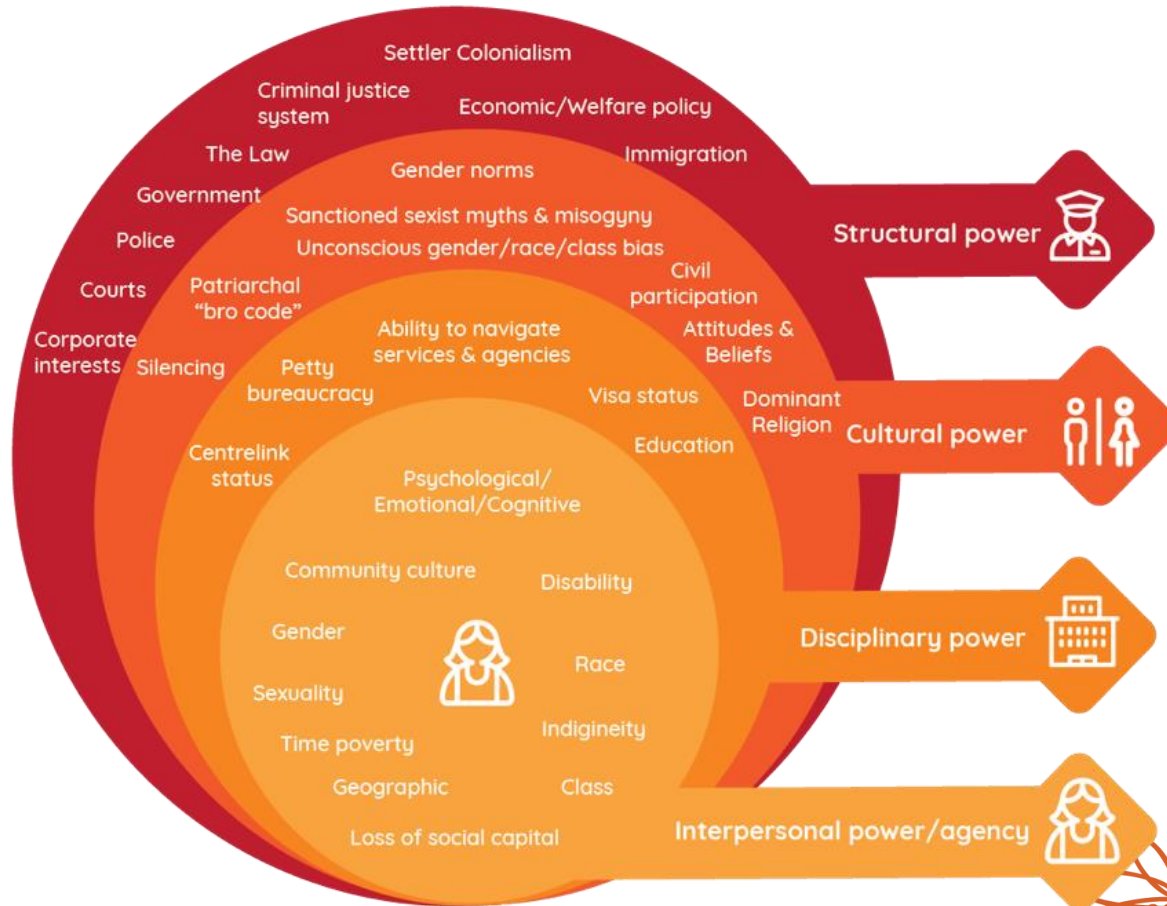 Settler Colonialism
Criminal justice
system
Economic/Welfare policy
The Law
Immigration
Government
Police
Courts
Corporate
interests
Structural power
Gender norms
Sanctioned sexist myths & misogyny
Unconscious gender/race/class bias
Patriarchal
"bro code"
Civil
participation
Silencing
Attitudes &
Beliefs
Dominant
Religion
Cultural power
Ability to navigate
services & agencies
Petty
bureaucracy
Visa status
Centrelink
status
Education
Disciplinary power
Psychological/
Emotional/Cognitive
Community culture
Disability
Gender
Race
Sexuality
Indigineity
Time poverty
Geographic
Class
Loss of social capital
Interpersonal power/agency